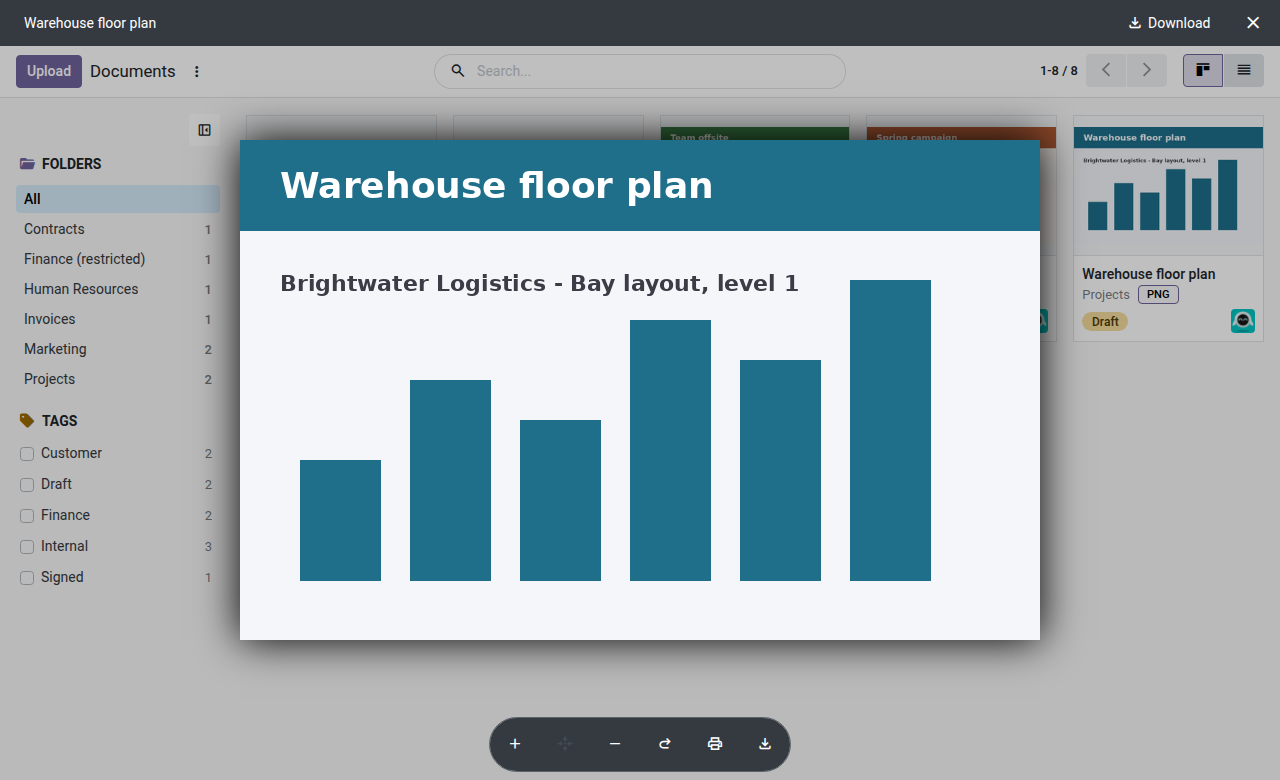 Warehouse floor plan
Download
Upload
Documents
Search...
1-8 / 8
FOLDERS
All
Contracts 1
Finance (restricted) 1
Human Resources 1
Invoices 1
Marketing 2
Projects 2
TAGS
Customer 2
Draft 2
Finance 2
Internal 3
Signed 1
Team offsite
Spring campaign
Warehouse floor plan
Brightwater Logistics - Bay layout, level 1
Warehouse floor plan
Projects PNG
Draft
Warehouse floor plan
Brightwater Logistics - Bay layout, level 1